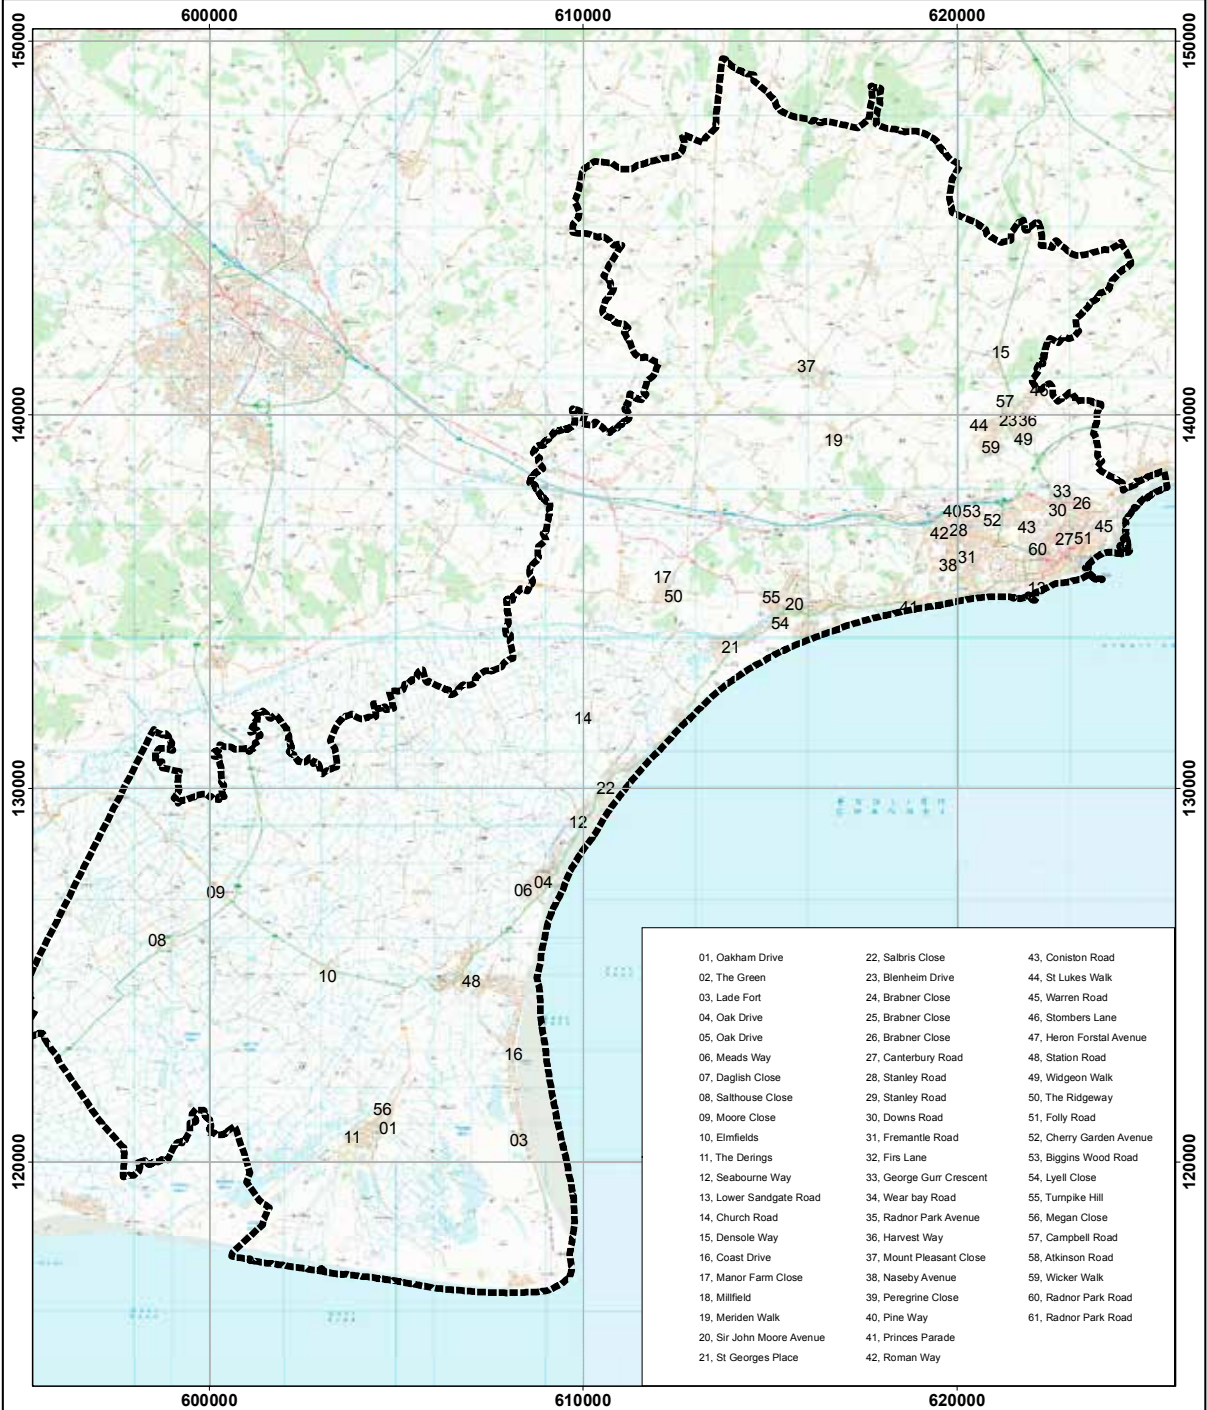 600000 610000 620000
150000 150000
37
15
57
46
44 23 36
19 59 49
140000 140000
33
26
30
40 53 52 43 45
42 28
27 51
60
31
38
17
50
13
55 20
41
54
21
14
130000 130000
22
12
04
06
09
08
10
48
16
56
01
11
03
120000 120000
01, Oakham Drive
02, The Green
03, Lade Fort
04, Oak Drive
05, Oak Drive
06, Meads Way
07, Daglish Close
08, Salthouse Close
09, Moore Close
10, Elmfields
11, The Derings
12, Seabourne Way
13, Lower Sandgate Road
14, Church Road
15, Densole Way
16, Coast Drive
17, Manor Farm Close
18, Millfield
19, Meriden Walk
20, Sir John Moore Avenue
21, St Georges Place
22, Salbris Close
23, Blenheim Drive
24, Brabner Close
25, Brabner Close
26, Brabner Close
27, Canterbury Road
28, Stanley Road
29, Stanley Road
30, Downs Road
31, Fremantle Road
32, Firs Lane
33, George Gurr Crescent
34, Wear bay Road
35, Radnor Park Avenue
36, Harvest Way
37, Mount Pleasant Close
38, Naseby Avenue
39, Peregrine Close
40, Pine Way
41, Princes Parade
42, Roman Way
43, Coniston Road
44, St Lukes Walk
45, Warren Road
46, Stombers Lane
47, Heron Forstal Avenue
48, Station Road
49, Widgeon Walk
50, The Ridgeway
51, Folly Road
52, Cherry Garden Avenue
53, Biggins Wood Road
54, Lyell Close
55, Turnpike Hill
56, Megan Close
57, Campbell Road
58, Atkinson Road
59, Wicker Walk
60, Radnor Park Road
61, Radnor Park Road
600000 610000 620000